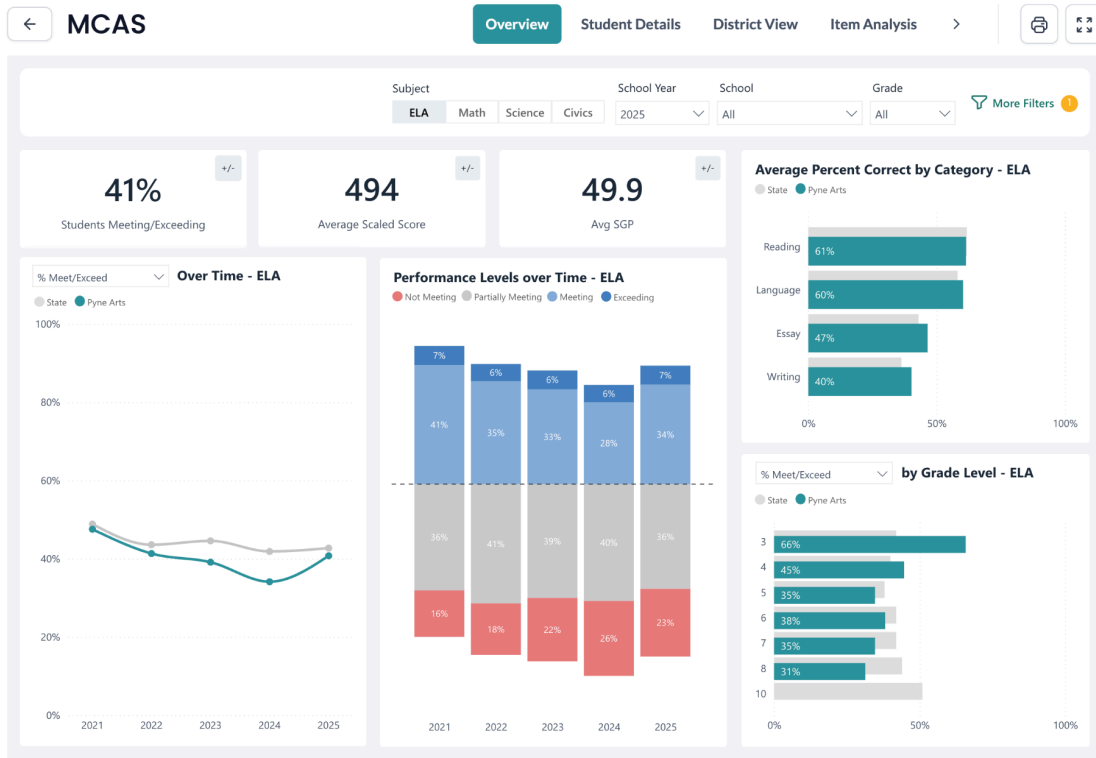 MCAS
Overview
Student Details
District View
Item Analysis
Subject
School Year
School
Grade
ELA
Math
Science
Civics
2025
All
All
More Filters 1
+/-
41%
Students Meeting/Exceeding
+/-
494
Average Scaled Score
+/-
49.9
Avg SGP
% Meet/Exceed
Over Time - ELA
State Pyne Arts
100%
80%
60%
40%
20%
0%
2021 2022 2023 2024 2025
Performance Levels over Time - ELA
Not Meeting Partially Meeting Meeting Exceeding
7% 6% 6% 6% 7%
41% 35% 33% 28% 34%
36% 41% 39% 40% 36%
16% 18% 22% 26% 23%
2021 2022 2023 2024 2025
Average Percent Correct by Category - ELA
State Pyne Arts
Reading 61%
Language 60%
Essay 47%
Writing 40%
0% 50% 100%
% Meet/Exceed
by Grade Level - ELA
State Pyne Arts
3 66%
4 45%
5 35%
6 38%
7 35%
8 31%
10
0% 50% 100%